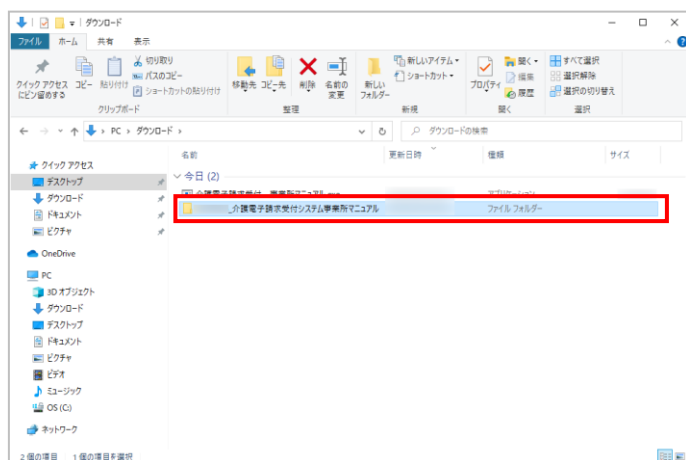 ダウンロード
ファイル ホーム 共有 表示
クイック アクセス
にピン留めする
コピー
貼り付け
切り取り
パスのコピー
ショートカットの貼り付け
クリップボード
移動先
コピー先
削除
名前の
変更
整理
新しい
フォルダー
新しいアイテム
ショートカット
新規
プロパティ
開く
編集
履歴
開く
すべて選択
選択解除
選択の切り替え
選択
PC › ダウンロード ›
ダウンロードの検索
名前 更新日時 種類 サイズ
今日 (2)
_介護電子請求受付システム事業所マニュアル ファイル フォルダー
クイック アクセス
デスクトップ
ダウンロード
ドキュメント
ピクチャ
OneDrive
PC
3D オブジェクト
ダウンロード
デスクトップ
ドキュメント
ピクチャ
ビデオ
ミュージック
OS (C:)
ネットワーク
2 個の項目 1 個の項目を選択